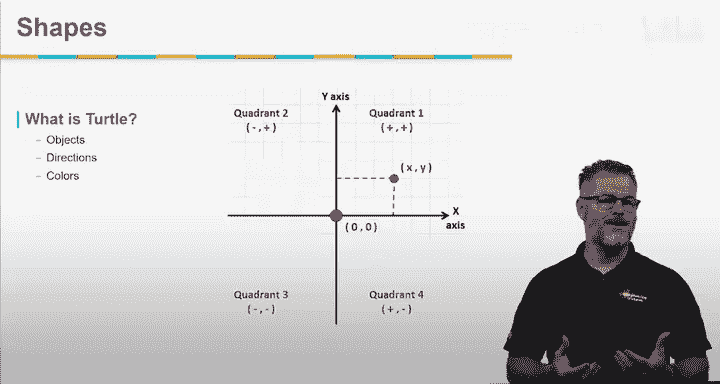 Shapes
What is Turtle?
– Objects
– Directions
– Colors
Y axis
Quadrant 2
(-,+)
Quadrant 1
(+,+)
(x,y)
X
axis
(0,0)
Quadrant 3
(-,-)
Quadrant 4
(+,-)